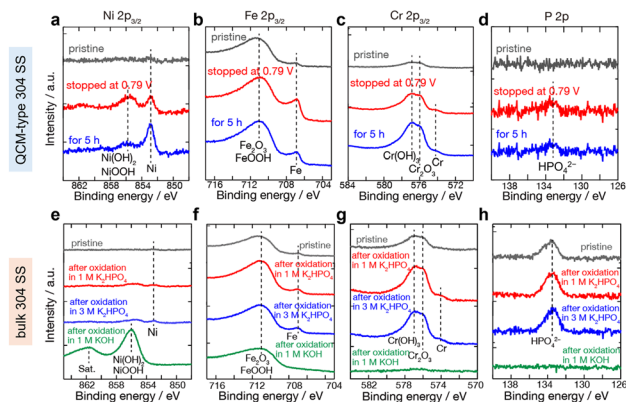 Ni 2p3/2
Fe 2p3/2
Cr 2p3/2
P 2p
QCM-type 304 SS
a
pristine
stopped at 0.79 V
for 5 h
Ni(OH)2
NiOOH
Ni
862 858 854 850
Binding energy / eV
Intensity / a.u.
b
pristine
stopped at 0.79 V
for 5 h
Fe2O3
FeOOH
Fe
716 712 708 704
Binding energy / eV
c
pristine
stopped at 0.79 V
for 5 h
Cr(OH)3
Cr2O3
Cr
584 580 576 572
Binding energy / eV
d
pristine
stopped at 0.79 V
for 5 h
HPO4 2−
138 134 130 126
Binding energy / eV
bulk 304 SS
e
pristine
after oxidation
in 1 M K2HPO4
after oxidation
in 3 M K2HPO4
Ni
after oxidation
in 1 M KOH
Sat.
Ni(OH)2
NiOOH
862 858 854 850
Binding energy / eV
Intensity / a.u.
f
pristine
after oxidation
in 1 M K2HPO4
after oxidation
in 3 M K2HPO4
Fe
after oxidation
in 1 M KOH
Fe2O3
FeOOH
716 712 708 704
Binding energy / eV
g
pristine
after oxidation
in 1 M K2HPO4
after oxidation
in 3 M K2HPO4
Cr(OH)3
Cr
Cr2O3
after oxidation
in 1 M KOH
580 576 570
Binding energy / eV
h
pristine
after oxidation
in 1 M K2HPO4
after oxidation
in 3 M K2HPO4
HPO4 2−
after oxidation
in 1 M KOH
138 134 130 126
Binding energy / eV